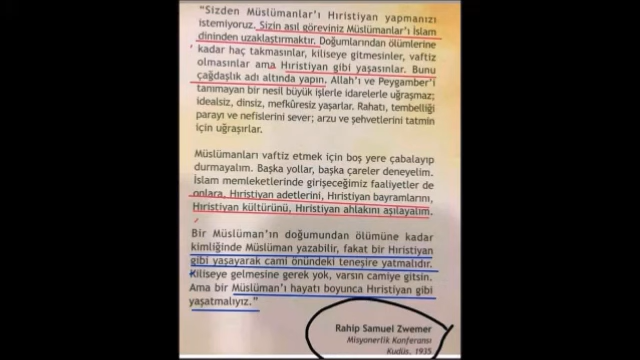 “Sizden Müslümanlar’ı Hıristiyan yapmanızı
istemiyoruz. Sizin asıl göreviniz Müslümanlar’ı İslam
dininden uzaklaştırmaktır. Doğumlarından ölümlerine
kadar haç takmasınlar, kiliseye gitmesinler, vaftiz
olmasınlar ama Hıristiyan gibi yaşasınlar. Bunu
çağdaşlık adı altında yapın. Allah’ı ve Peygamber’i
tanımayan bir nesil büyük işlerle idarelerle uğraşmaz;
idealsiz, dinsiz, mefkûresiz yaşarlar. Rahatı, tembelliği
parayı ve nefislerini sever; arzu ve şehvetlerini tatmin
için uğraşırlar.
Müslümanları vaftiz etmek için boş yere çabalayıp
durmayalım. Başka yollar, başka çareler deneyelim.
İslam memleketlerinde girişeceğimiz faaliyetler de
onlara, Hıristiyan adetlerini, Hıristiyan bayramlarını,
Hıristiyan kültürünü, Hıristiyan ahlakını aşılayalım.
Bir Müslüman’ın doğumundan ölümüne kadar
kimliğinde Müslüman yazabilir, fakat bir Hıristiyan
gibi yaşayarak cami önündeki teneşire yatmalıdır.
Kiliseye gelmesine gerek yok, varsın camiye gitsin.
Ama bir Müslüman’ı hayatı boyunca Hıristiyan gibi
yaşatmalıyız.”
Rahip Samuel Zwemer
Misyonerlik Konferansı
Kudüs, 1935